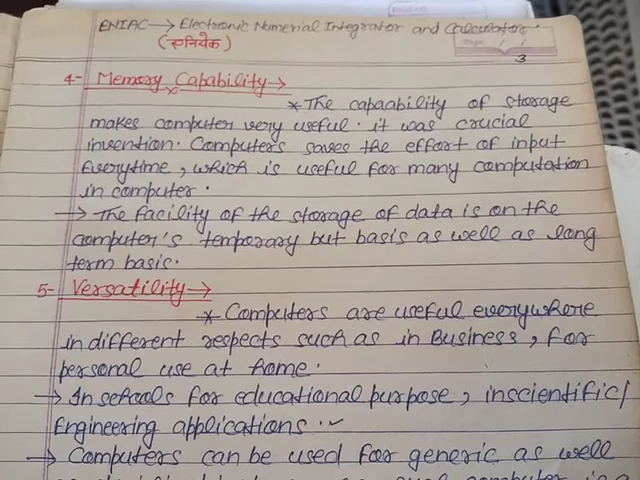 ENIAC → Electronic Numerial Integrator and Calculator.
(एनियेक)
3
4- Memory Capability →
* The capaability of storage
makes computer very useful. it was crucial
invention. Computers saves the effort of input
Everytime, which is useful for many computation
in computer.
→ The facility of the storage of data is on the
computer's temporary but basis as well as long
term basis.
5- Versatility →
* Computers are useful everywhere
in different respects such as in Business, for
personal use at home.
→ In schools for educational purpose, inscientific/
Engineering applications.
→ Computers can be used for generic as well